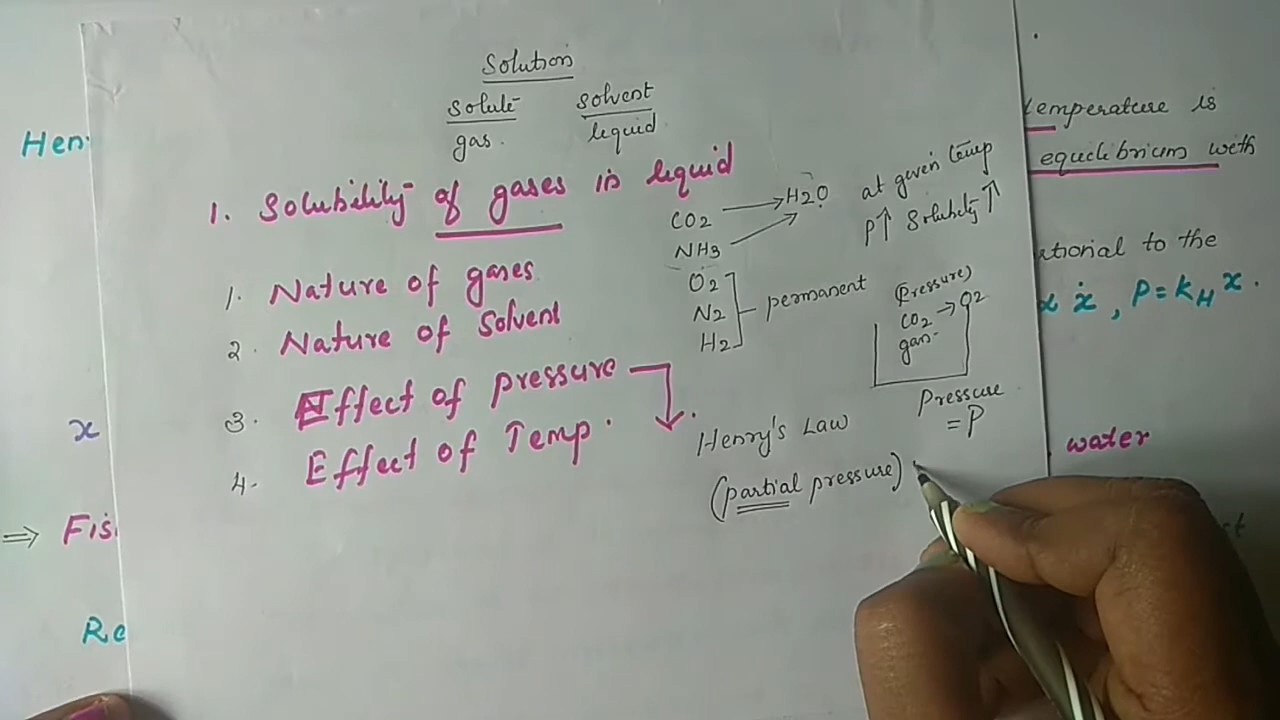 Solution
Solute solvent
gas. liquid.
1. Solubility of gases in liquid
CO2 → H2O
NH3
at given temp
P↑ Solubility ↑
O2
N2
H2
permanent
1. Nature of gases
2. Nature of Solvent
3. Effect of pressure
4. Effect of Temp.
(Pressure)
CO2 → O2
gas
Pressure
= P
Henry's Law
(partial pressure)
temperature is
equilibrium with
ational to the
α x, P = KH x.
water
Hen
x
⇒ Fis
Re